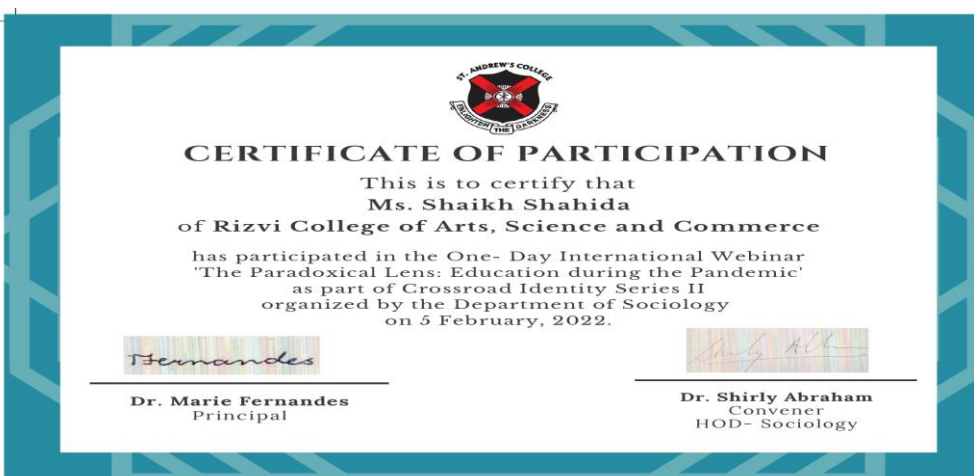 ST. ANDREW'S COLLEGE
ENLIGHTEN THE DARKNESS
CERTIFICATE OF PARTICIPATION
This is to certify that
Ms. Shaikh Shahida
of Rizvi College of Arts, Science and Commerce
has participated in the One- Day International Webinar
'The Paradoxical Lens: Education during the Pandemic'
as part of Crossroad Identity Series II
organized by the Department of Sociology
on 5 February, 2022.
Fernandes
Dr. Marie Fernandes
Principal
Dr. Shirly Abraham
Convener
HOD- Sociology